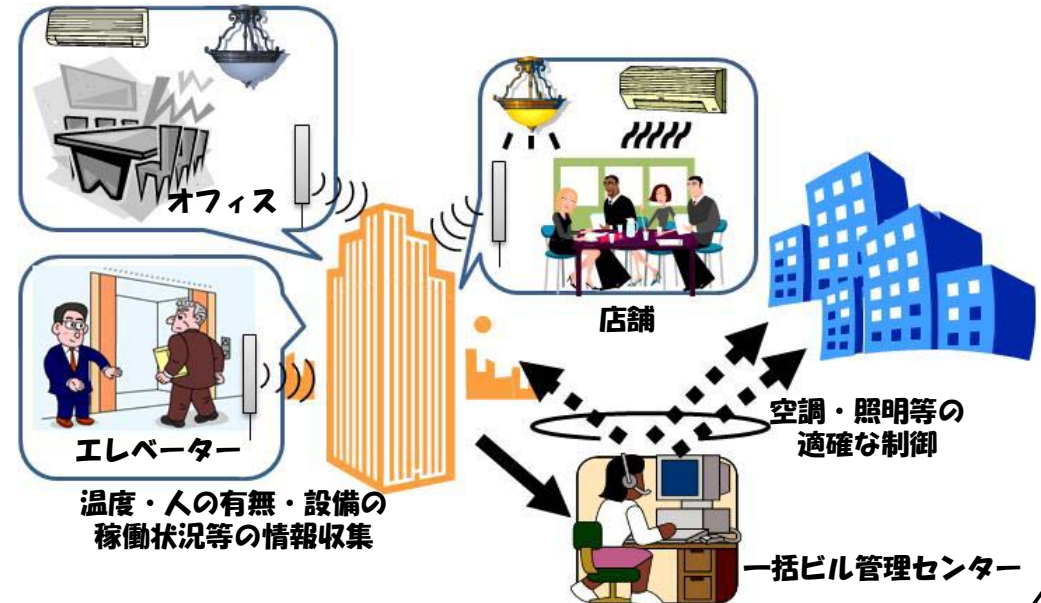 オフィス
店舗
エレベーター
空調・照明等の
適確な制御
温度・人の有無・設備の
稼働状況等の情報収集
一括ビル管理センター